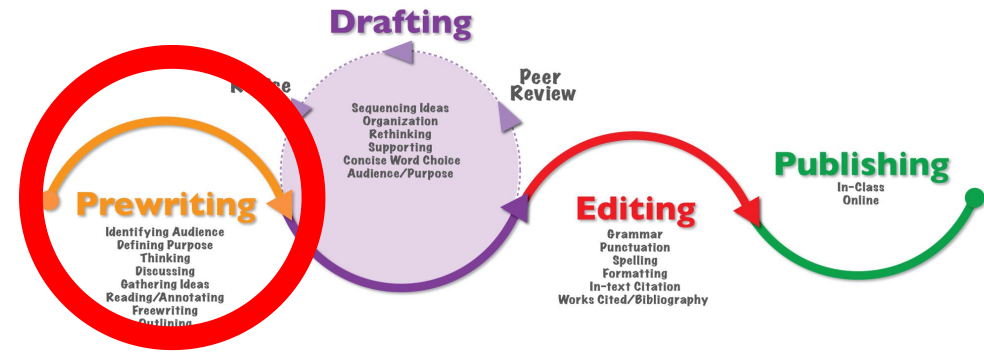 Drafting
Peer
Review
Sequencing Ideas
Organization
Rethinking
Supporting
Concise Word Choice
Audience/Purpose
Prewriting
Identifying Audience
Defining Purpose
Thinking
Discussing
Gathering Ideas
Reading/Annotating
Freewriting
Outlining
Editing
Grammar
Punctuation
Spelling
Formatting
In-text Citation
Works Cited/Bibliography
Publishing
In-Class
Online